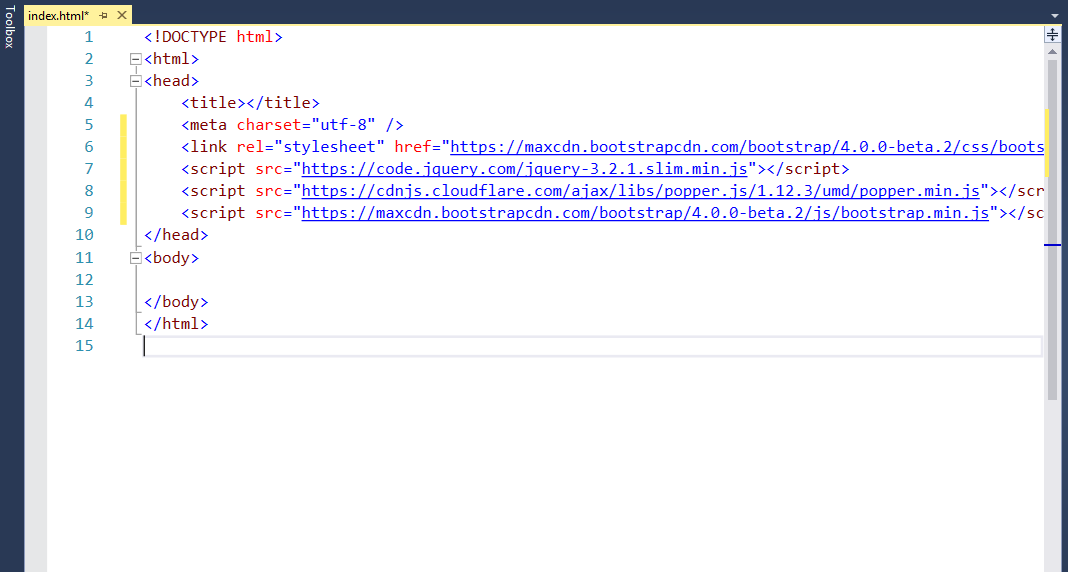 Toolbox
index.html*
1 <!DOCTYPE html>
2 <html>
3 <head>
4 <title></title>
5 <meta charset="utf-8" />
6 <link rel="stylesheet" href="https://maxcdn.bootstrapcdn.com/bootstrap/4.0.0-beta.2/css/boots
7 <script src="https://code.jquery.com/jquery-3.2.1.slim.min.js"></script>
8 <script src="https://cdnjs.cloudflare.com/ajax/libs/popper.js/1.12.3/umd/popper.min.js"></scr
9 <script src="https://maxcdn.bootstrapcdn.com/bootstrap/4.0.0-beta.2/js/bootstrap.min.js"></sc
10 </head>
11 <body>
12
13 </body>
14 </html>
15